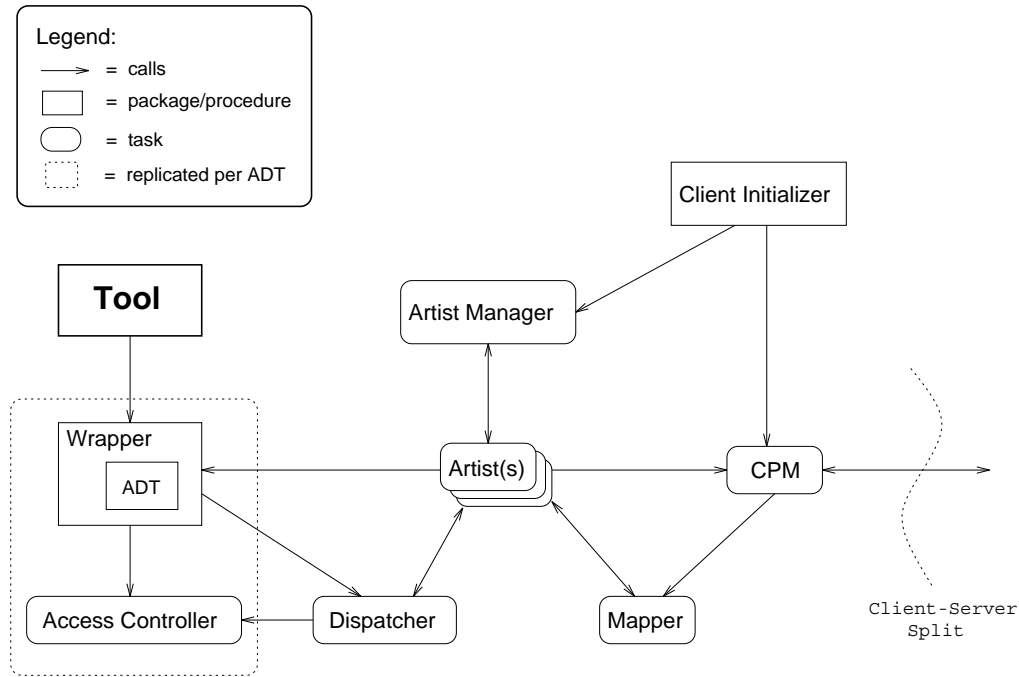 Legend:
= calls
= package/procedure
= task
= replicated per ADT
Client Initializer
Tool
Artist Manager
Wrapper
ADT
Artist(s)
CPM
Access Controller
Dispatcher
Mapper
Client-Server
Split